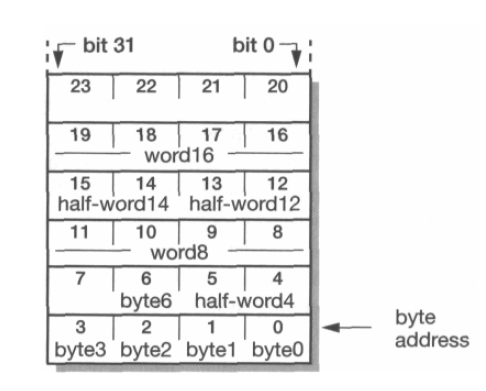 bit 31 bit 0
23 22 21 20
19 18 17 16
word16
15 14 13 12
half-word14 half-word12
11 10 9 8
word8
7 6 5 4
byte6 half-word4
3 2 1 0
byte3 byte2 byte1 byte0
byte
address